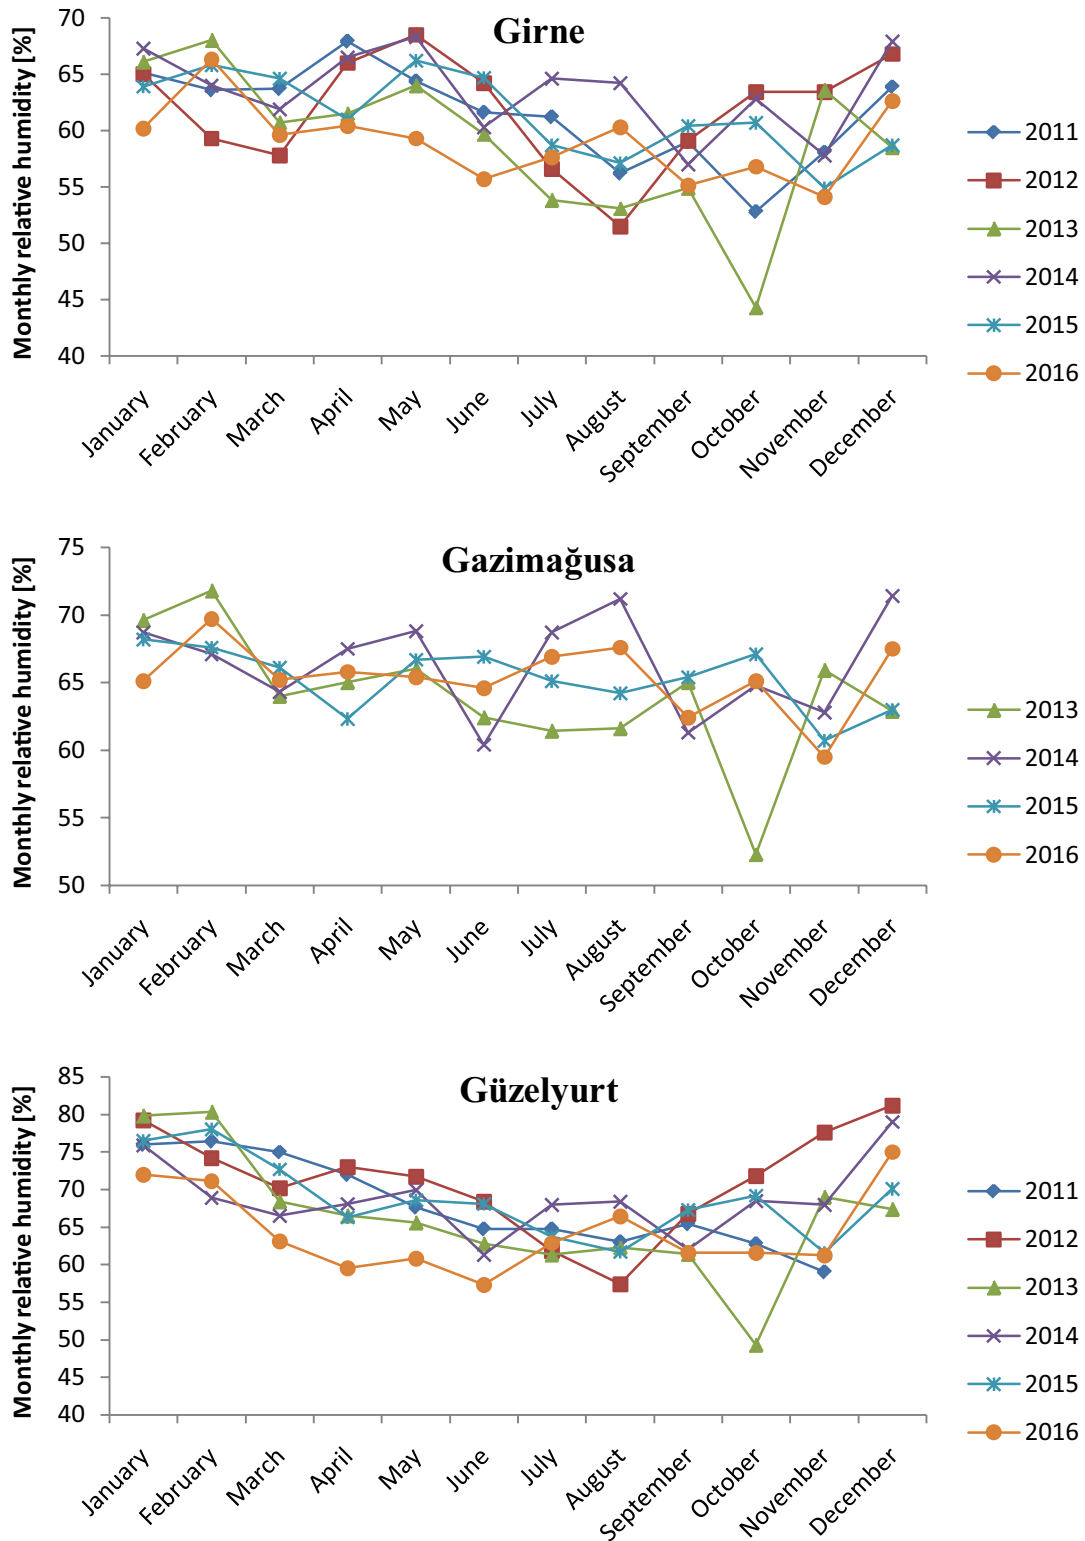 Girne
Monthly relative humidity [%]
70
65
60
55
50
45
40
January
February
March
April
May
June
July
August
September
October
November
December
2011
2012
2013
2014
2015
2016
Gazimağusa
Monthly relative humidity [%]
75
70
65
60
55
50
January
February
March
April
May
June
July
August
September
October
November
December
2013
2014
2015
2016
Güzelyurt
Monthly relative humidity [%]
85
80
75
70
65
60
55
50
45
40
January
February
March
April
May
June
July
August
September
October
November
December
2011
2012
2013
2014
2015
2016